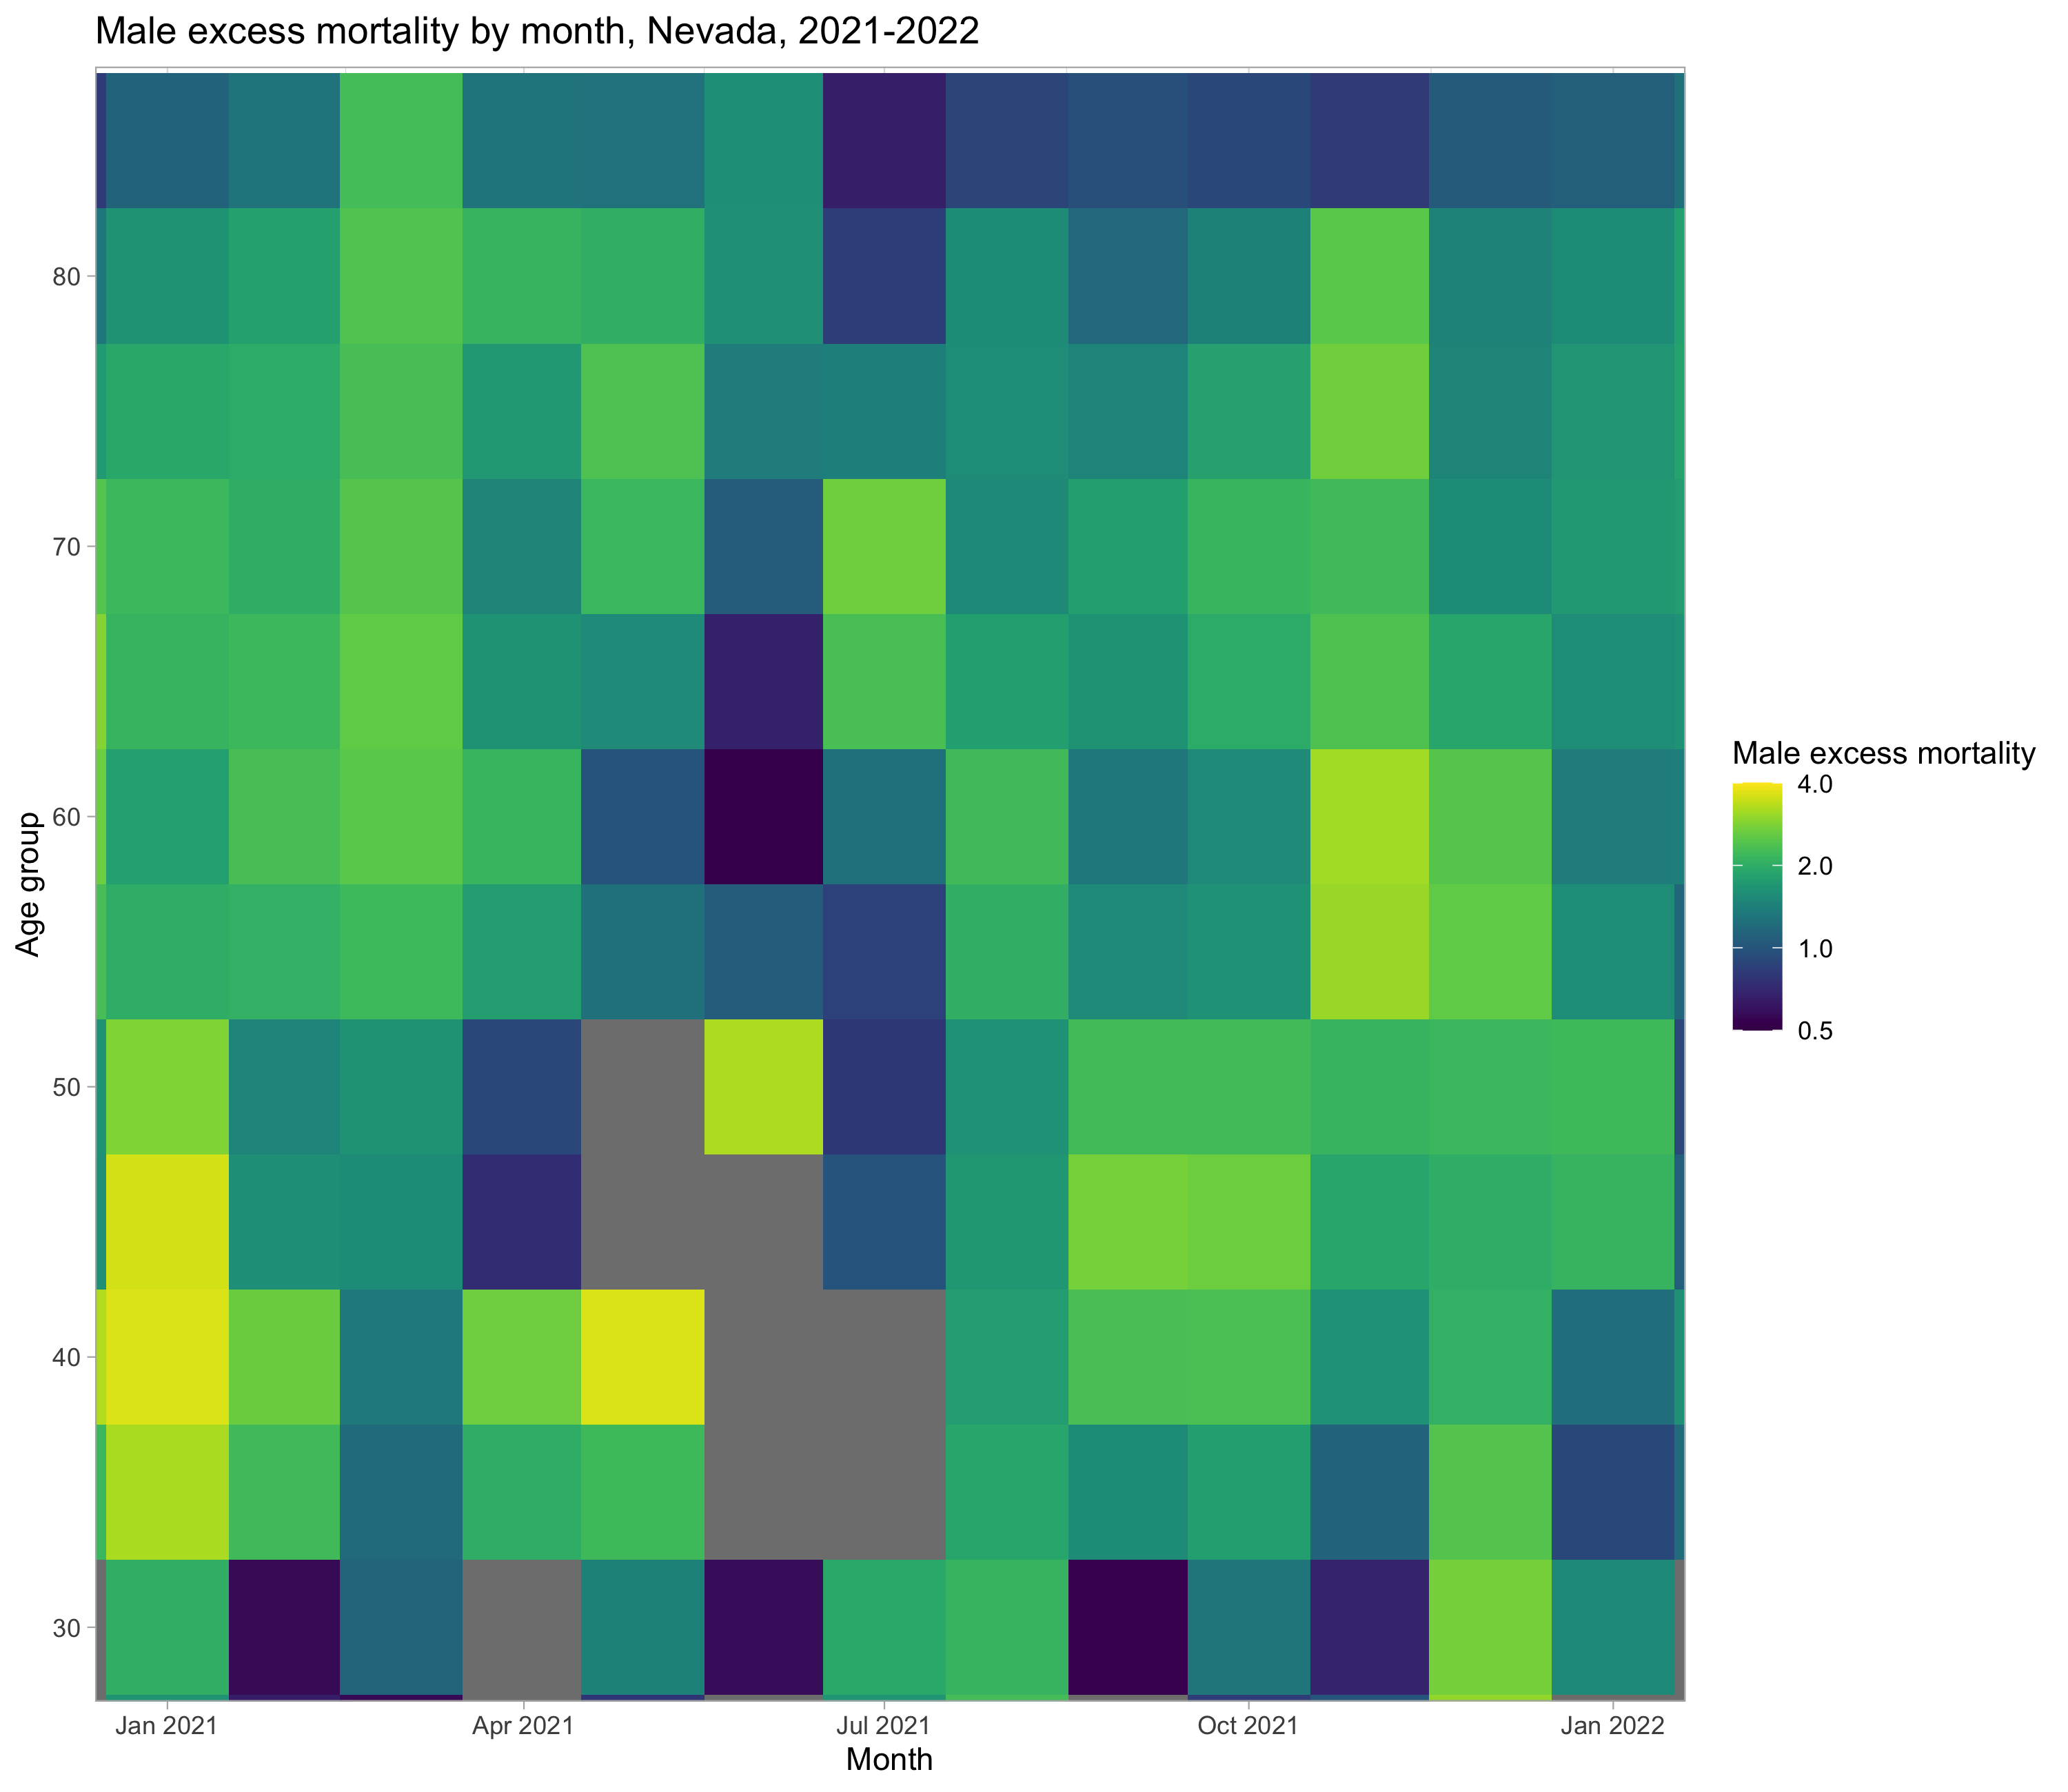 Male excess mortality by month, Nevada, 2021-2022
80
70
60
50
40
30
Age group
Jan 2021
Apr 2021
Jul 2021
Oct 2021
Jan 2022
Month
Male excess mortality
4.0
2.0
1.0
0.5